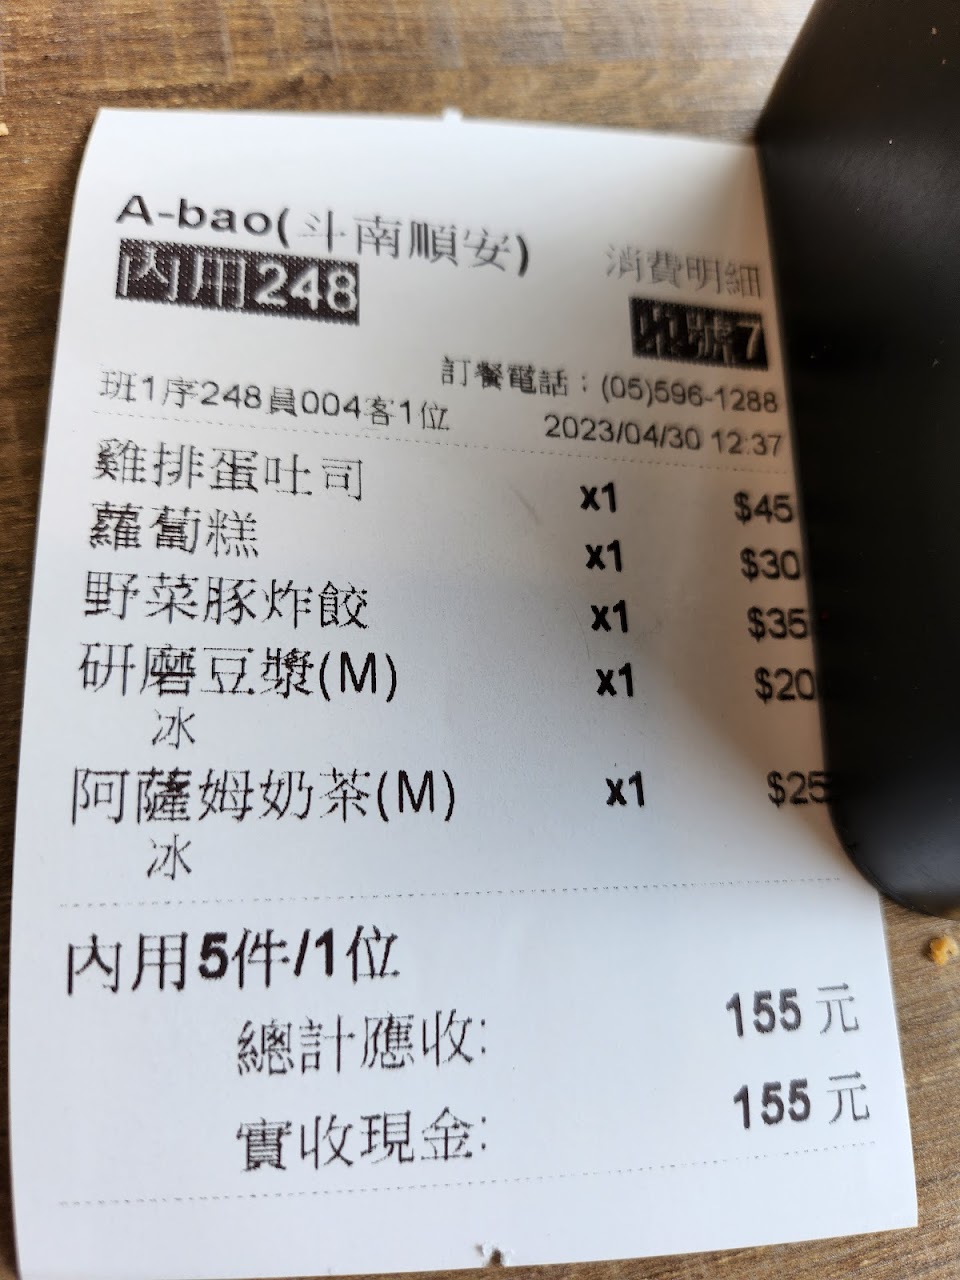 A-bao(斗南順安)
消費明細
內用248
號7
訂餐電話：(05)596-1288
班1序248員004客1位
2023/04/30 12:37
雞排蛋吐司 x1 $45
蘿蔔糕 x1 $30
野菜豚炸餃 x1 $35
研磨豆漿(M) x1 $20
冰
阿薩姆奶茶(M) x1 $25
冰
內用5件/1位
總計應收: 155 元
實收現金: 155 元